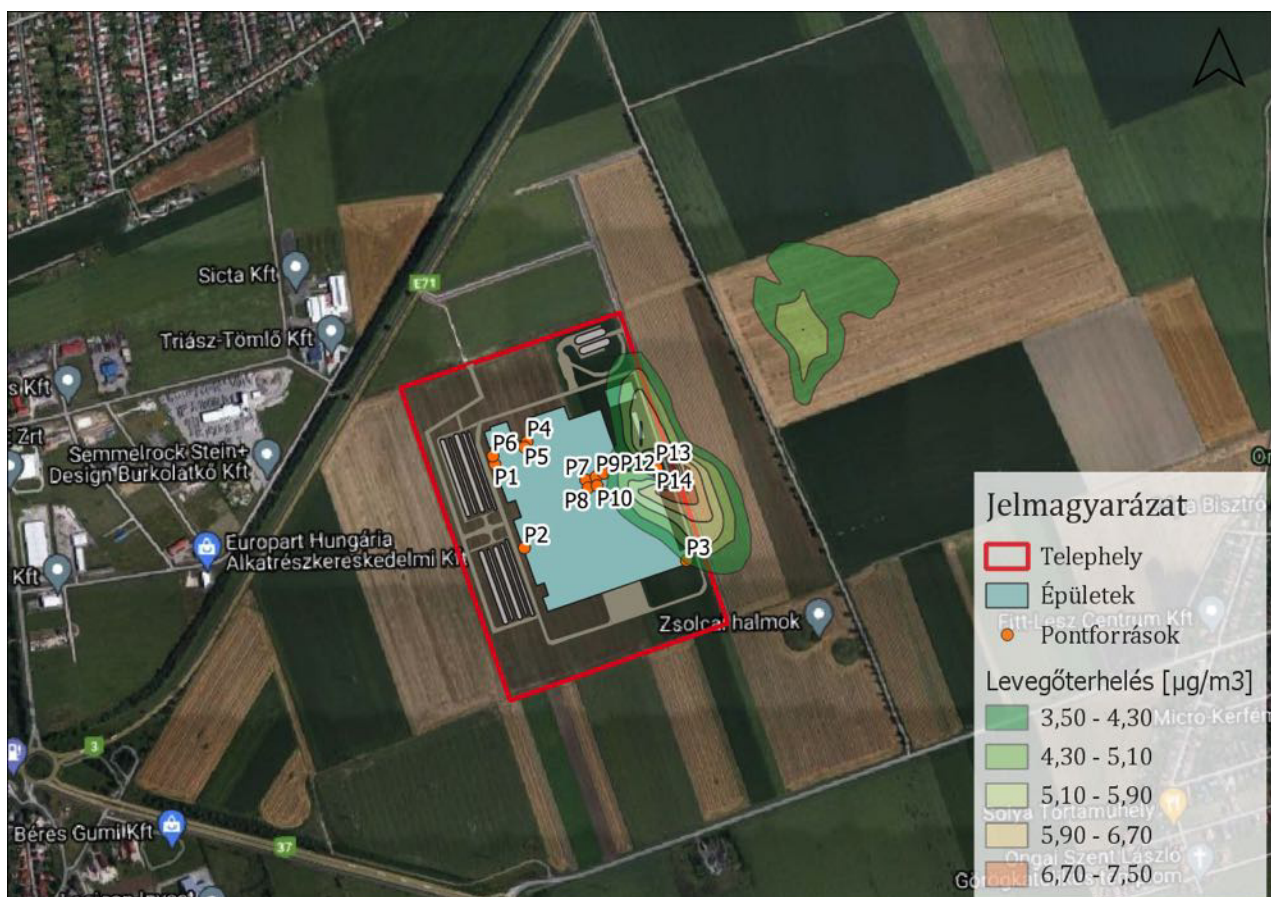 Sicta Kft
E71
Triász-Tömlő Kft
s Kft
Zrt
Semmelrock Stein+
Design Burkolatkő Kft
Europart Hungária
Alkatrészkereskedelmi Kft
Kft
3
Béres Gumi Kft
37
P4
P6
P5
P1
P13
P7
P9
P12
P14
P8
P10
P2
P3
Zsolcai halmok
Jelmagyarázat
Bisztró
Telephely
Épületek
Fitt-Lesz Centrum Kft
Pontforrások
Levegőterhelés [µg/m3]
3,50 - 4,30
Micro-Kerfém
4,30 - 5,10
5,10 - 5,90
Sólya Tortaműhely
5,90 - 6,70
Ongai Szent László
6,70 - 7,50